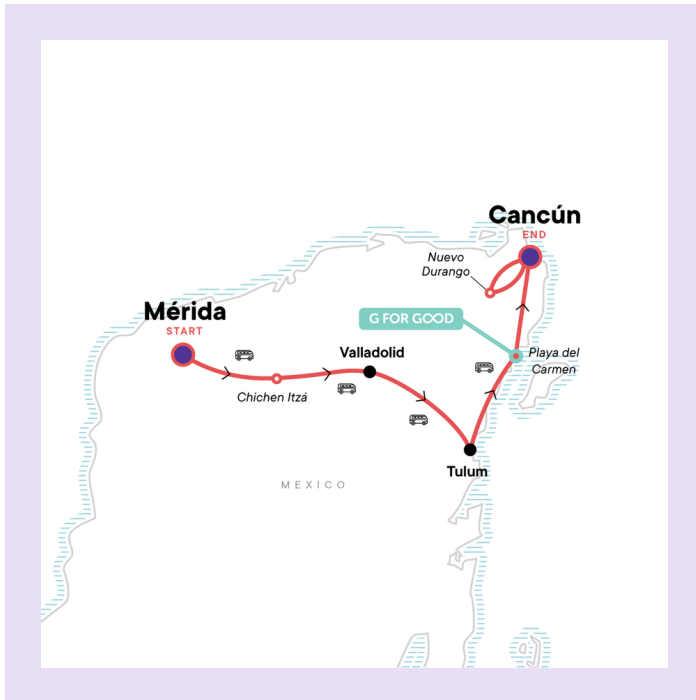 Cancún
END
Nuevo
Durango
Mérida
START
G FOR GOOD
Valladolid
Playa del
Carmen
Chichen Itzá
Tulum
MEXICO